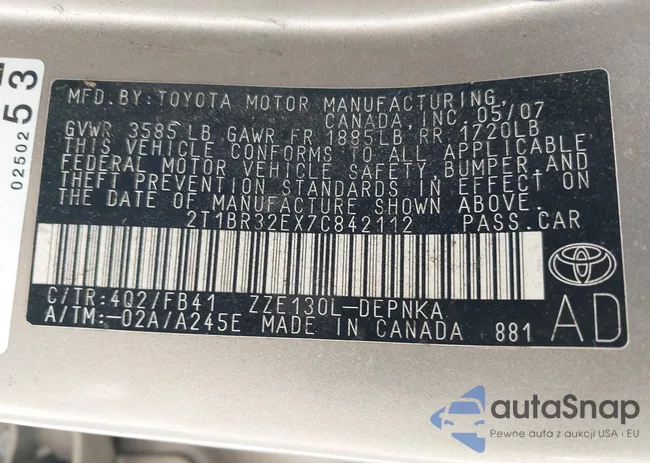 0250253
MFD.BY:TOYOTA MOTOR MANUFACTURING,
CANADA, INC. 05/07
GVWR 3585 LB GAWR FR 1885LB RR 1720LB
THIS VEHICLE CONFORMS TO ALL APPLICABLE
FEDERAL MOTOR VEHICLE SAFETY, BUMPER AND
THEFT PREVENTION STANDARDS IN EFFECT ON
THE DATE OF MANUFACTURE SHOWN ABOVE.
2T1BR32EX7C842112 PASS.CAR
C/TR:4Q2/FB41 ZZE130L-DEPNKA
A/TM:-02A/A245E MADE IN CANADA 881
AD
autaSnap
Pewne auta z aukcji USA i EU